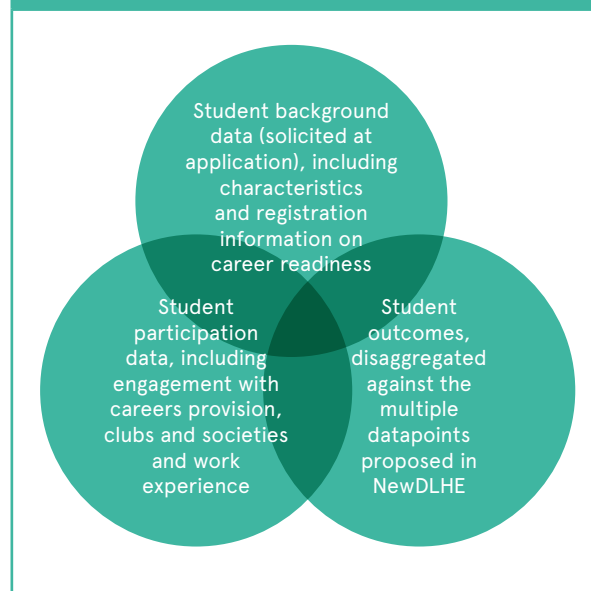 Student background
data (solicited at
application), including
characteristics
and registration
information on
career readiness
Student
participation
data, including
engagement with
careers provision,
clubs and societies
and work
experience
Student
outcomes,
disaggregated
against the
multiple
datapoints
proposed in
NewDLHE